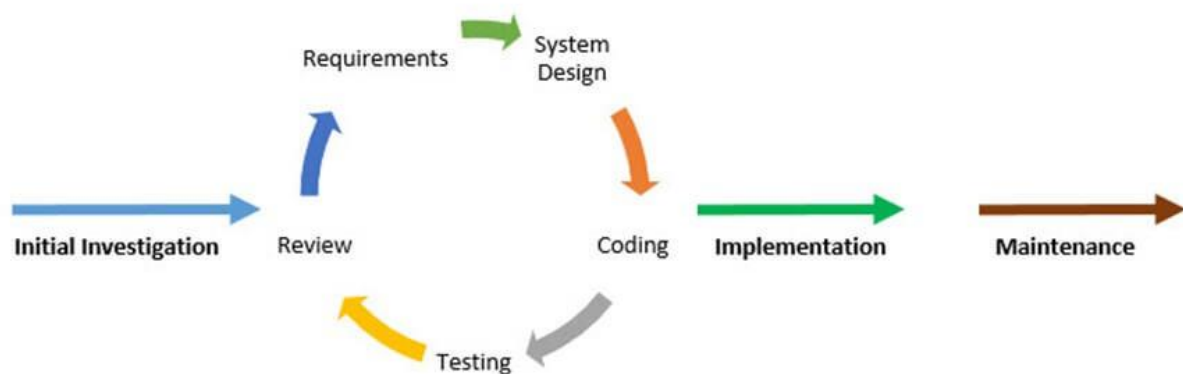 Requirements
System
Design
Initial Investigation
Review
Coding
Implementation
Maintenance
Testing